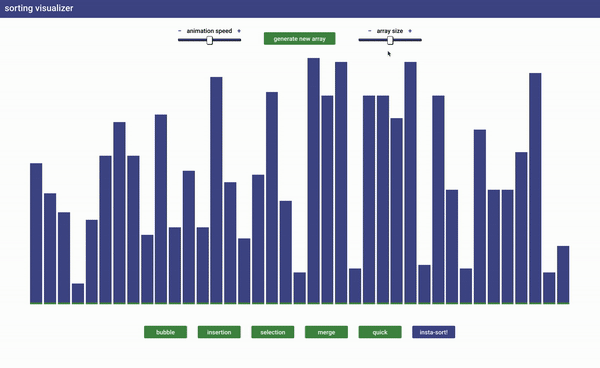 sorting visualizer
− animation speed +
generate new array
− array size +
bubble
insertion
selection
merge
quick
insta-sort!